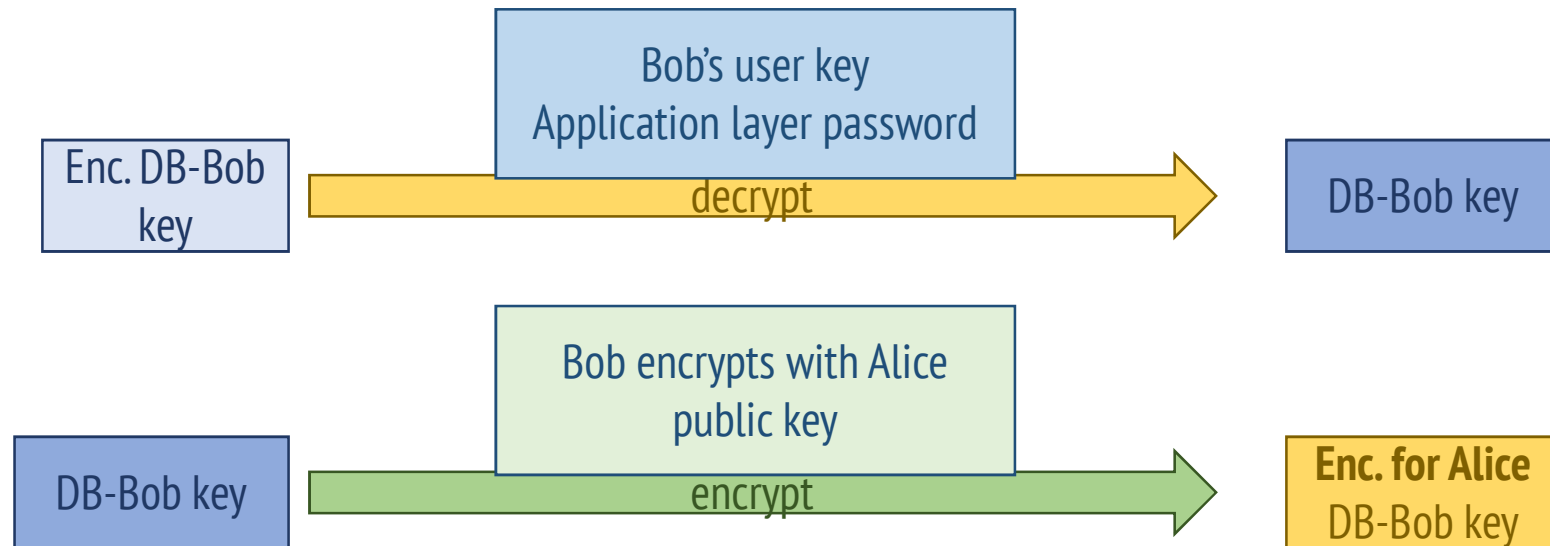 Bob’s user key
Application layer password
Enc. DB-Bob
key
decrypt
DB-Bob key
Bob encrypts with Alice
public key
DB-Bob key
encrypt
Enc. for Alice
DB-Bob key